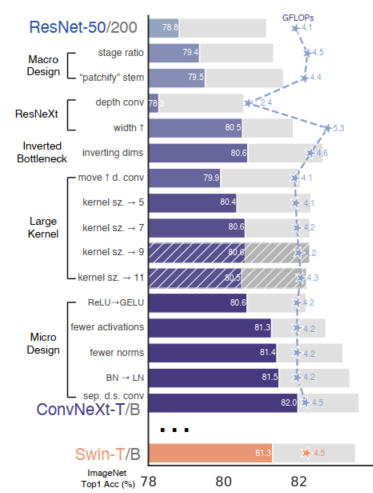 GFLOPs
ResNet-50/200 78.8 4.1
Macro Design
stage ratio 79.4 4.5
"patchify" stem 79.5 4.4
ResNeXt
depth conv 78.3 2.4
width ↑ 80.5 5.3
Inverted Bottleneck
inverting dims 80.6 4.6
Large Kernel
move ↑ d. conv 79.9 4.1
kernel sz. → 5 80.4 4.1
kernel sz. → 7 80.6 4.2
kernel sz. → 9 80.6 4.2
kernel sz. → 11 80.5 4.3
Micro Design
ReLU→GELU 80.6 4.2
fewer activations 81.3 4.2
fewer norms 81.4 4.2
BN → LN 81.5 4.2
sep. d.s. conv
ConvNeXt-T/B 82.0 4.5
...
Swin-T/B 81.3 4.5
ImageNet
Top1 Acc (%) 78 80 82